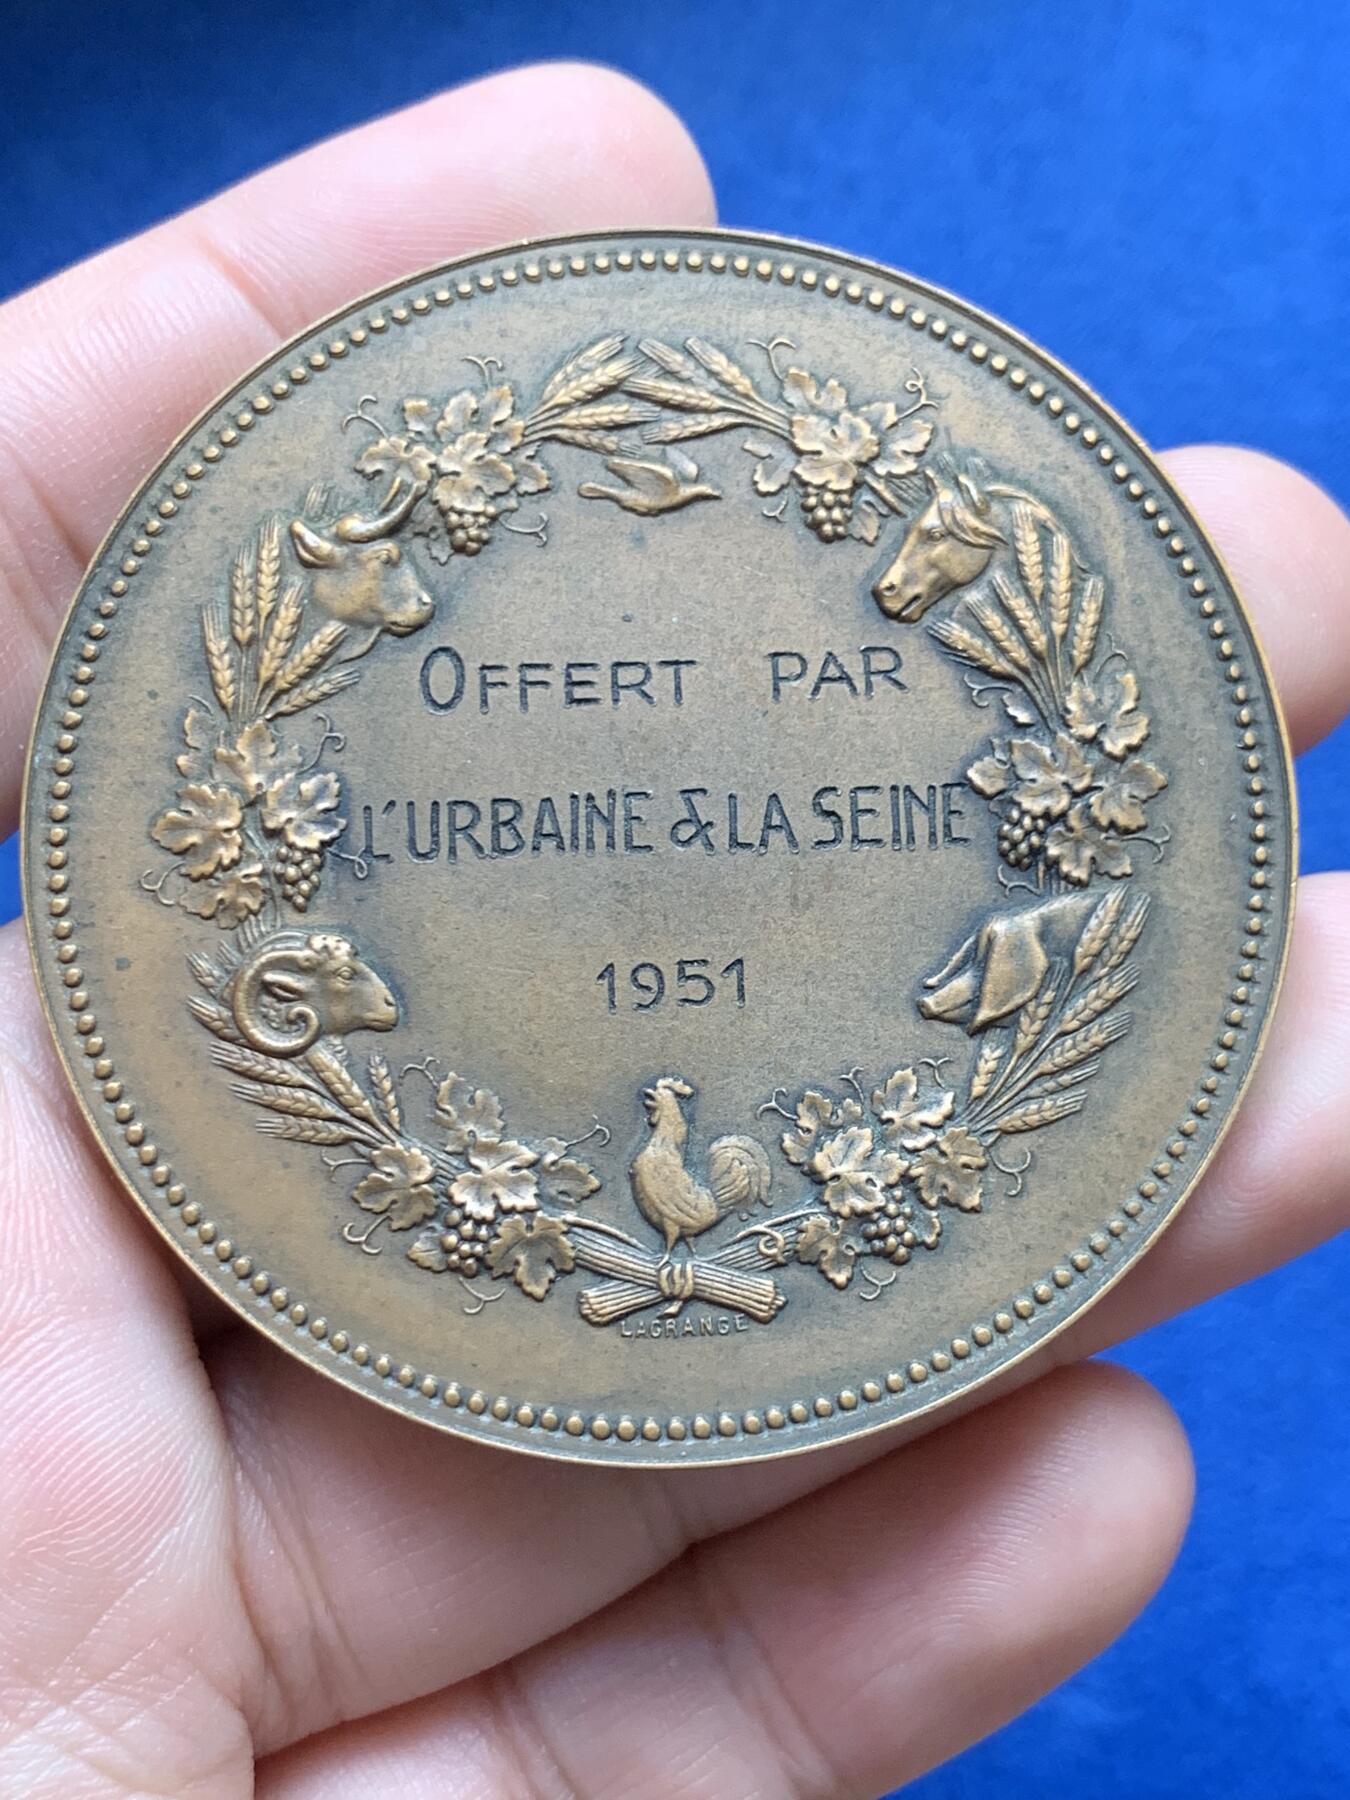 OFFERT PAR
L'URBAINE & LA SEINE
1951
LAGRANGE